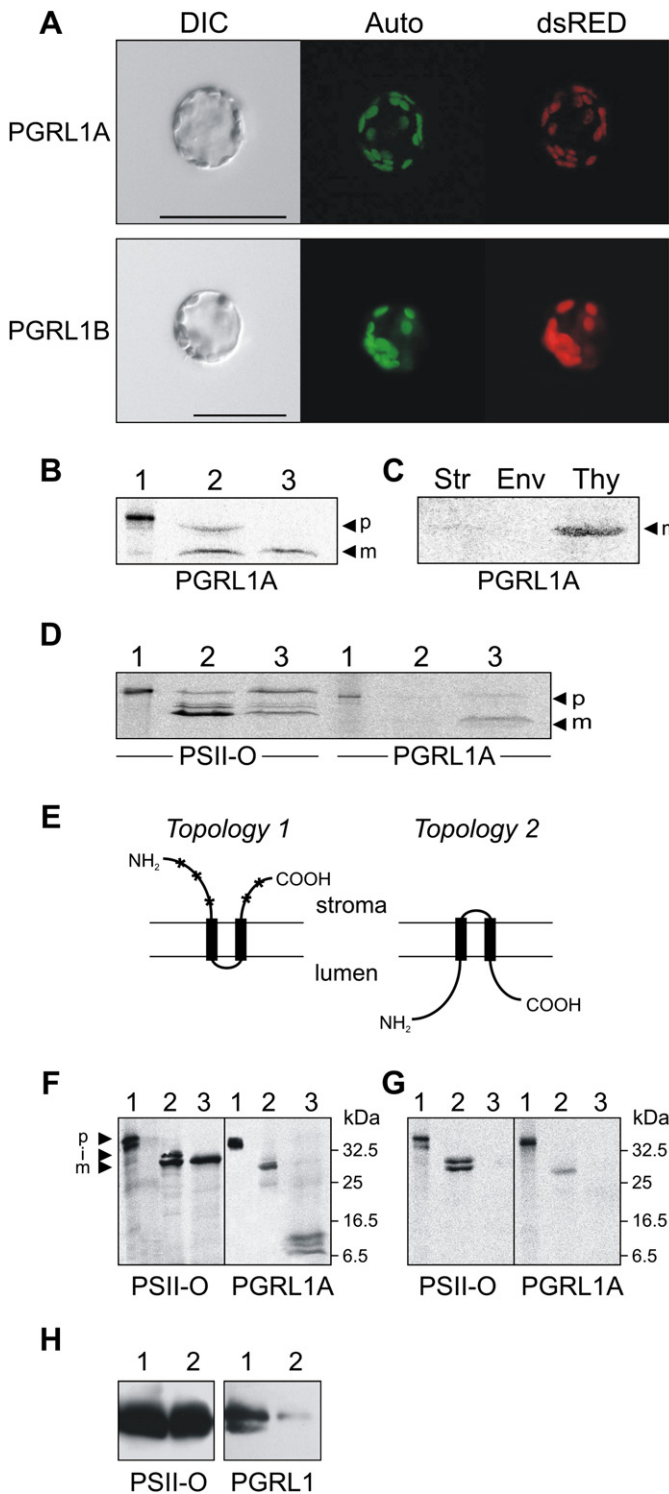 A
DIC Auto dsRED
PGRL1A
PGRL1B
B C
1 2 3
Str Env Thy
p
m
PGRL1A
PGRL1A
D
1 2 3 1 2 3
p
m
PSII-O PGRL1A
E
Topology 1 Topology 2
NH2
COOH
stroma
lumen
NH2
COOH
F G
1 2 3 1 2 3 kDa 1 2 3 1 2 3 kDa
p
i
m
32.5
25
16.5
6.5
32.5
25
16.5
6.5
PSII-O PGRL1A PSII-O PGRL1A
H
1 2 1 2
PSII-O PGRL1